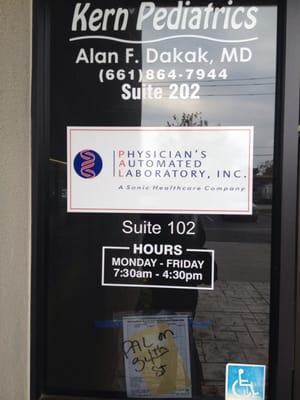 Kern Pediatrics
Alan F. Dakak, MD
(661)864-7944
Suite 202
PHYSICIAN'S
AUTOMATED
LABORATORY, INC.
A Sonic Healthcare Company
Suite 102
HOURS
MONDAY - FRIDAY
7:30am - 4:30pm
PAL on
34th
ST